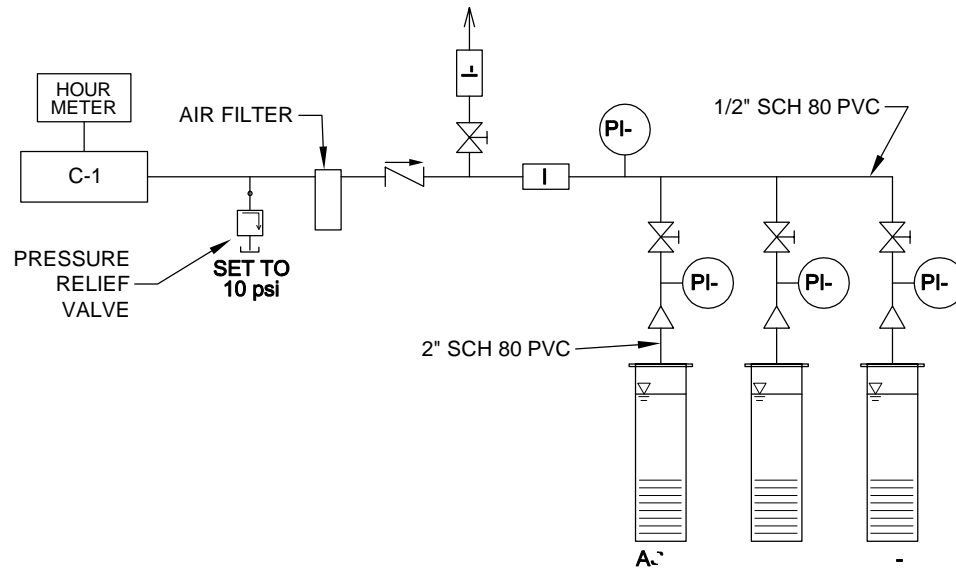 HOUR
METER
C-1
AIR FILTER
PI-
1/2" SCH 80 PVC
PRESSURE
RELIEF
VALVE
SET TO
10 psi
PI-
PI-
PI-
2" SCH 80 PVC